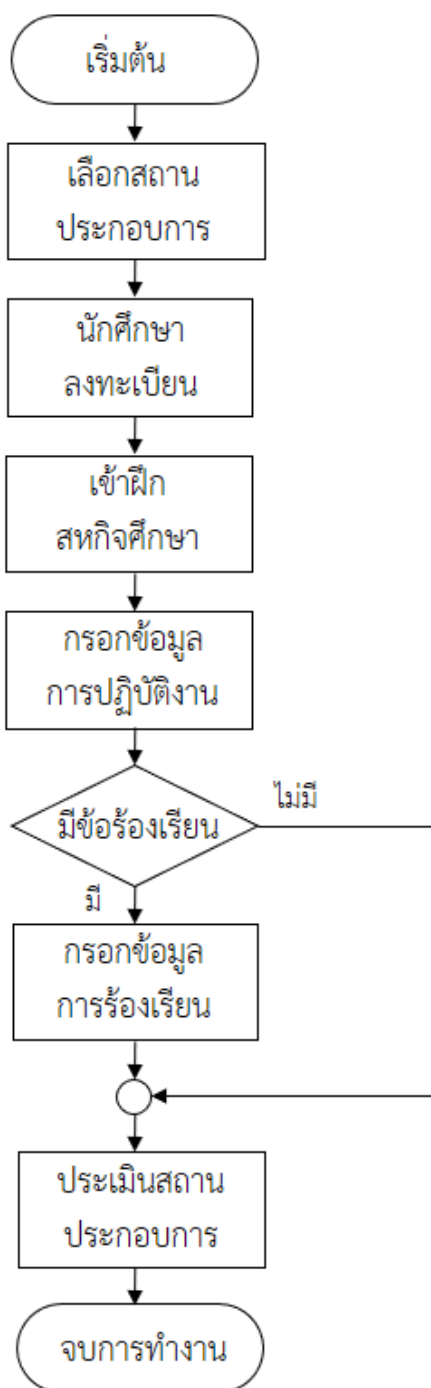 เริ่มต้น
เลือกสถาน
ประกอบการ
นักศึกษา
ลงทะเบียน
เข้าฝึก
สหกิจศึกษา
กรอกข้อมูล
การปฏิบัติงาน
มีข้อร้องเรียน
ไม่มี
มี
กรอกข้อมูล
การร้องเรียน
ประเมินสถาน
ประกอบการ
จบการทำงาน